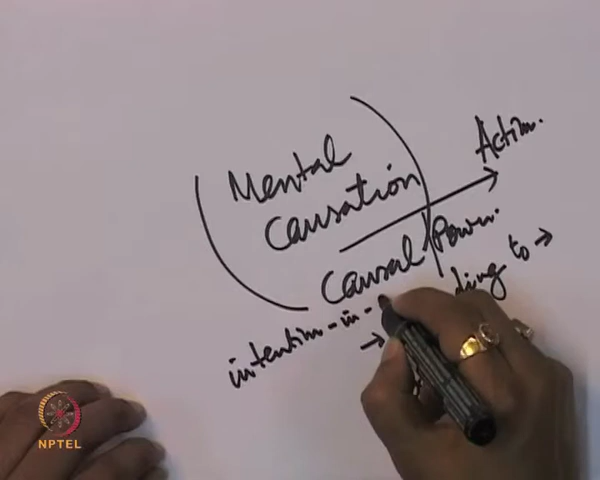 Mental
Causation
Action.
Causal Power.
intention-in-
ding to →
→
NPTEL